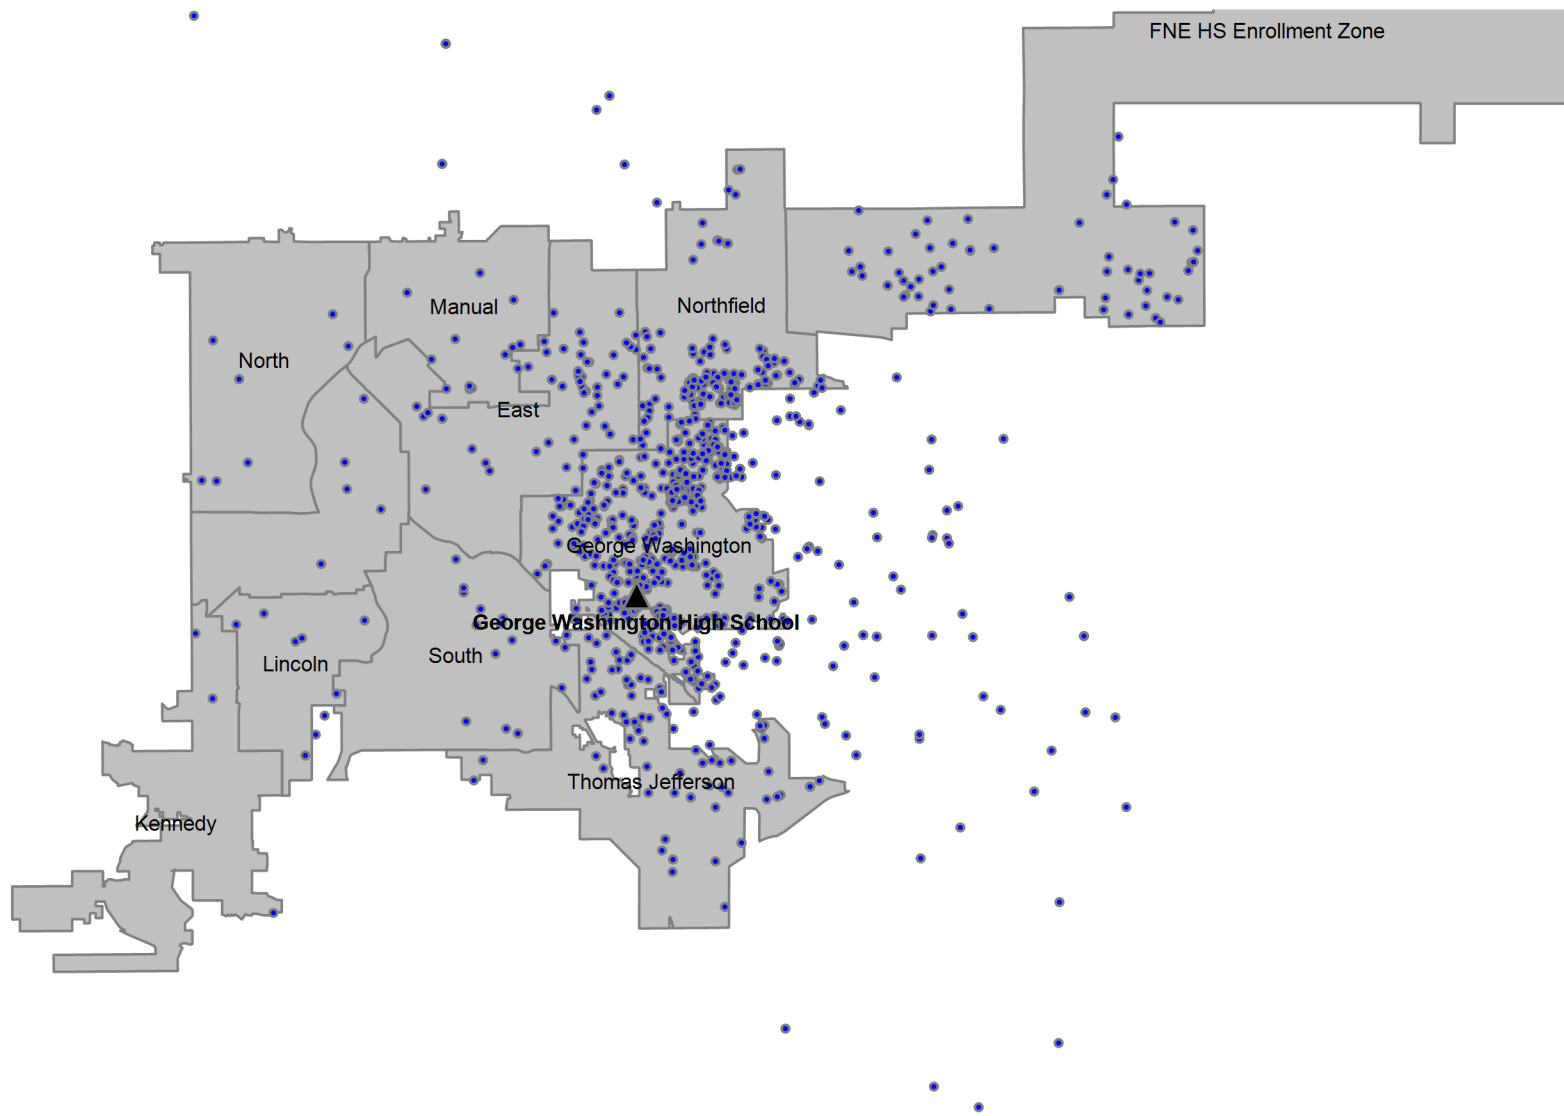 FNE HS Enrollment Zone
Northfield
Manual
North
East
George Washington
George Washington High School
South
Lincoln
Thomas Jefferson
Kennedy